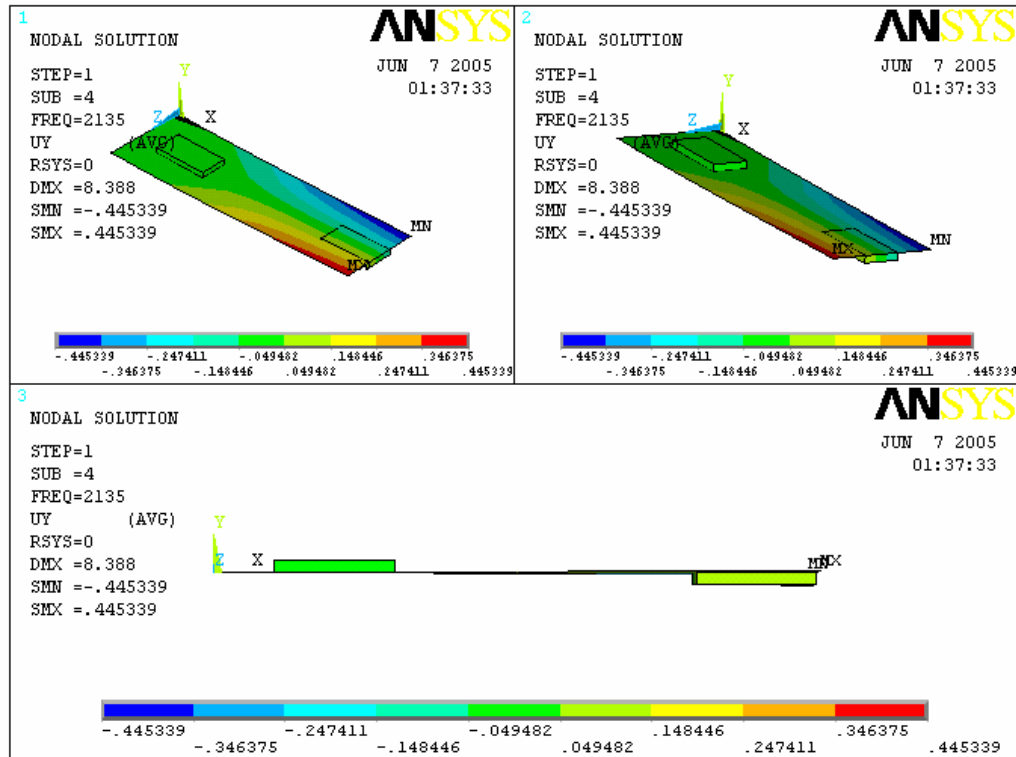 1
NODAL SOLUTION
STEP=1
SUB =4
FREQ=2135
UY (AVG)
RSYS=0
DMX =8.388
SMN =-.445339
SMX =.445339
ANSYS
JUN 7 2005
01:37:33
Y
Z X
MN
MX
-.445339 -.247411 -.049482 .148446 .346375
-.346375 -.148446 .049482 .247411 .445339
2
NODAL SOLUTION
STEP=1
SUB =4
FREQ=2135
UY (AVG)
RSYS=0
DMX =8.388
SMN =-.445339
SMX =.445339
ANSYS
JUN 7 2005
01:37:33
Y
Z
X
MN
MX
-.445339 -.247411 -.049482 .148446 .346375
-.346375 -.148446 .049482 .247411 .445339
3
NODAL SOLUTION
STEP=1
SUB =4
FREQ=2135
UY (AVG)
RSYS=0
DMX =8.388
SMN =-.445339
SMX =.445339
ANSYS
JUN 7 2005
01:37:33
Y
Z X
MN MX
-.445339 -.247411 -.049482 .148446 .346375
-.346375 -.148446 .049482 .247411 .445339